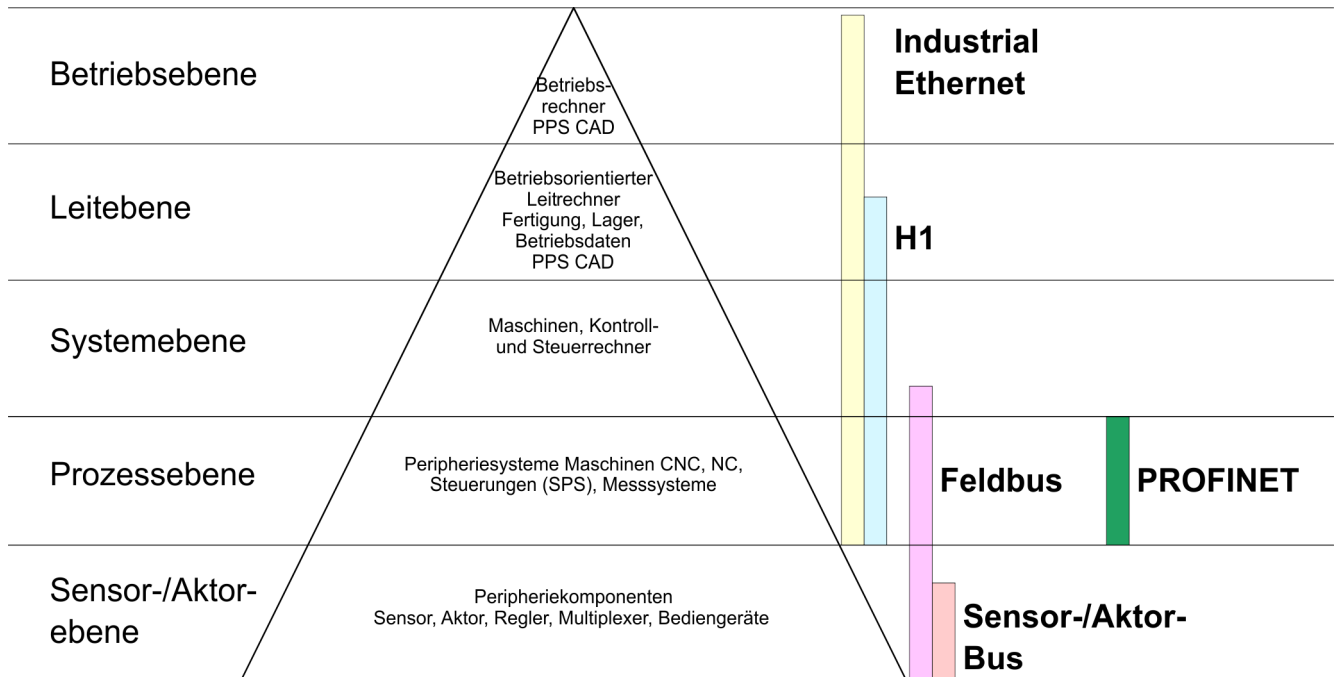 Betriebsebene
Betriebs-
rechner
PPS CAD
Industrial
Ethernet
Leitebene
Betriebsorientierter
Leitrechner
Fertigung, Lager,
Betriebsdaten
PPS CAD
H1
Systemebene
Maschinen, Kontroll-
und Steuerrechner
Prozessebene
Peripheriesysteme Maschinen CNC, NC,
Steuerungen (SPS), Messsysteme
Feldbus
PROFINET
Sensor-/Aktor-
ebene
Peripheriekomponenten
Sensor, Aktor, Regler, Multiplexer, Bediengeräte
Sensor-/Aktor-
Bus